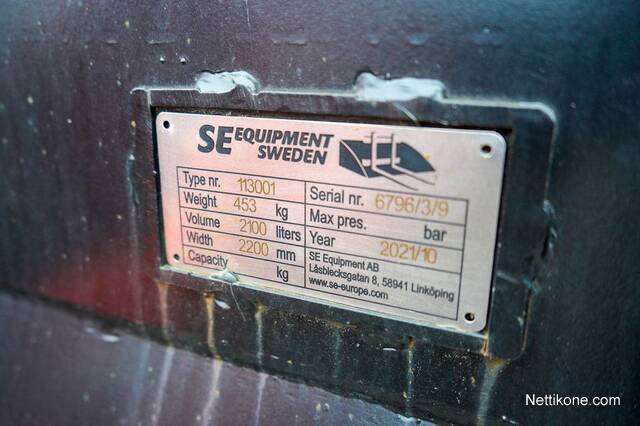 SE EQUIPMENT
SWEDEN
Type nr. 113001
Weight 453 kg
Volume 2100 liters
Width 2200 mm
Capacity kg
Serial nr. 6796/3/9
Max pres. bar
Year 2021/10
SE Equipment AB
Låsblecksgatan 8, 58941 Linköping
www.se-europe.com
Nettikone.com